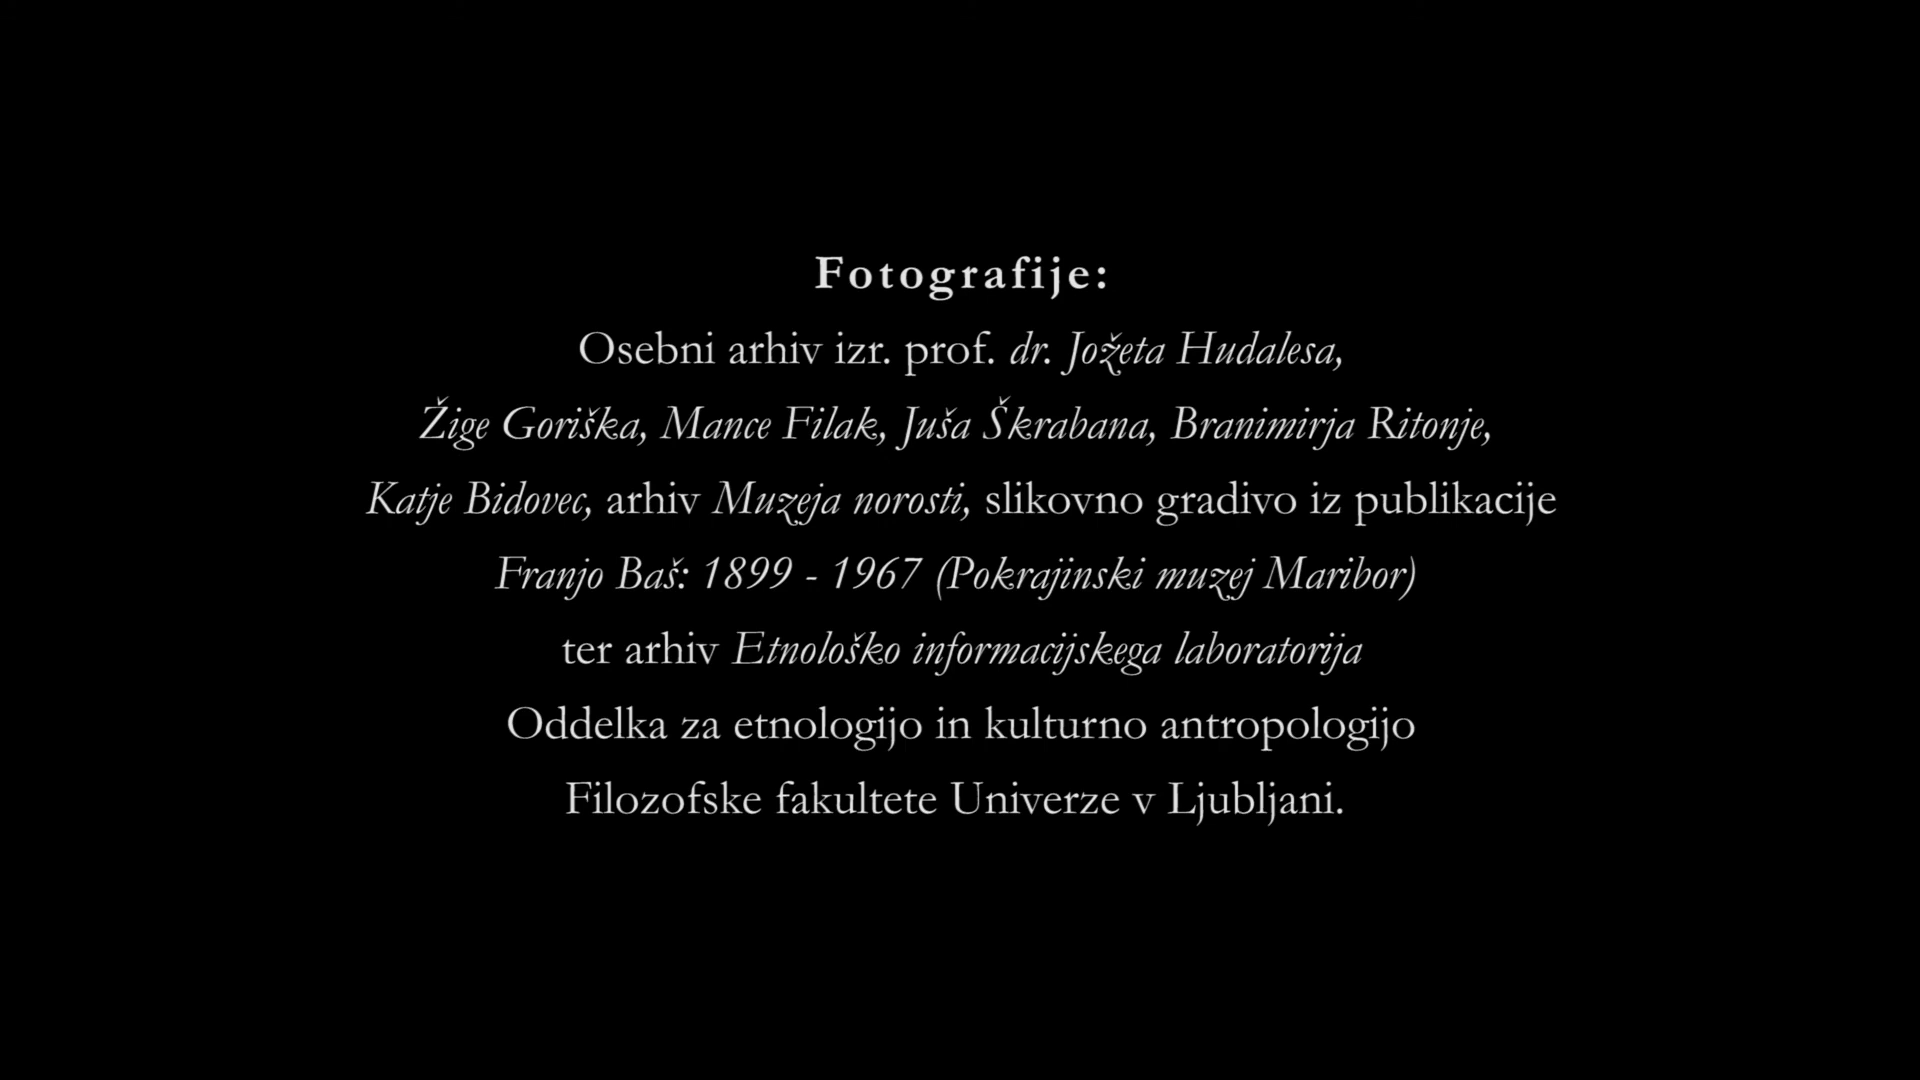 Fotografije:
Osebni arhiv izr. prof. dr. Jožeta Hudalesa,
Žige Goriška, Mance Filak, Juša Škrabana, Branimirja Ritonje,
Katje Bidovec, arhiv Muzeja norosti, slikovno gradivo iz publikacije
Franjo Baš: 1899 - 1967 (Pokrajinski muzej Maribor)
ter arhiv Etnološko informacijskega laboratorija
Oddelka za etnologijo in kulturno antropologijo
Filozofske fakultete Univerze v Ljubljani.